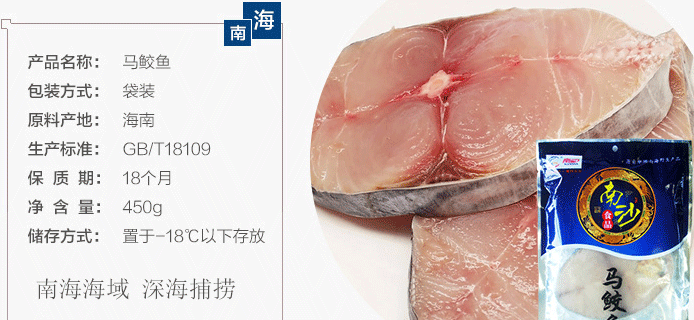 南海
产品名称: 马鲛鱼
包装方式: 袋装
原料产地: 海南
生产标准: GB/T18109
保 质 期: 18个月
净 含 量: 450g
储存方式: 置于-18℃以下存放
南海海域 深海捕捞
南沙
食品
马鲛鱼